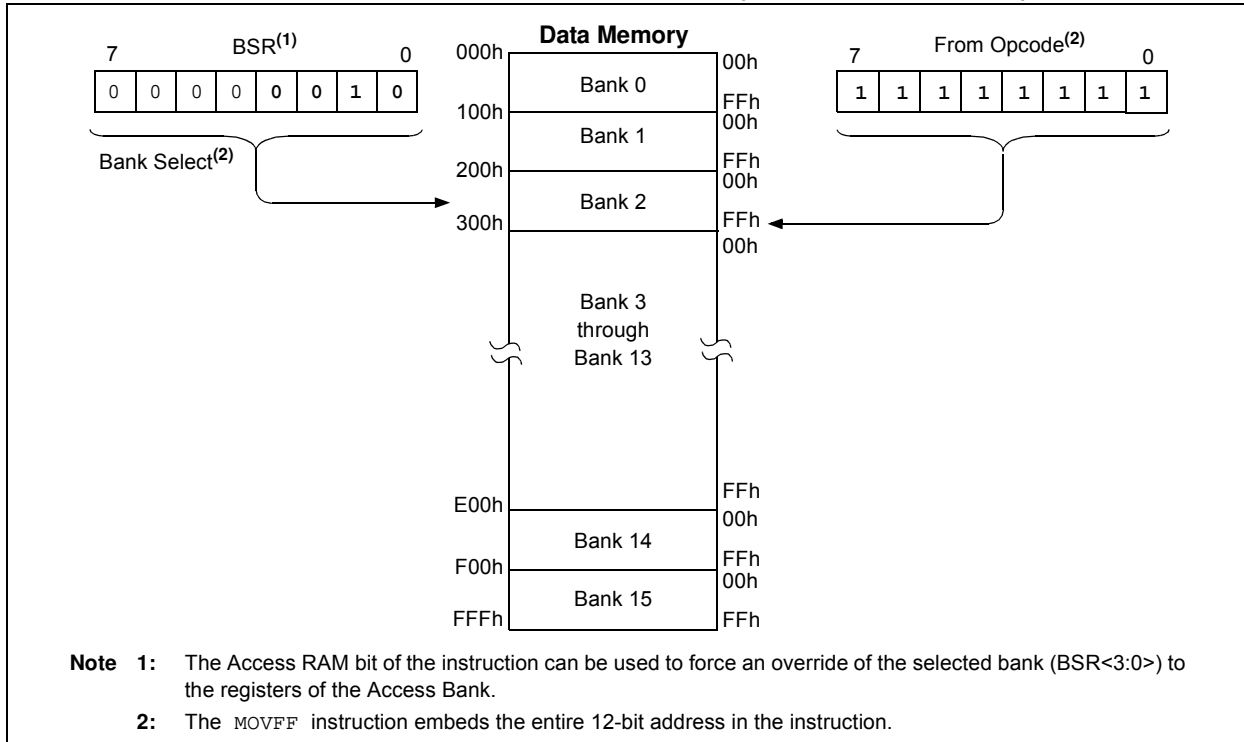 Data Memory
7 BSR(1) 0
0 0 0 0 0 0 1 0
Bank Select(2)
From Opcode(2)
7 0
1 1 1 1 1 1 1 1
000h 00h
Bank 0
FFh
100h 00h
Bank 1
FFh
200h 00h
Bank 2
300h FFh
00h
Bank 3
through
Bank 13
FFh
E00h 00h
Bank 14
FFh
F00h 00h
Bank 15
FFFh FFh
Note 1: The Access RAM bit of the instruction can be used to force an override of the selected bank (BSR<3:0>) to
the registers of the Access Bank.
2: The MOVFF instruction embeds the entire 12-bit address in the instruction.